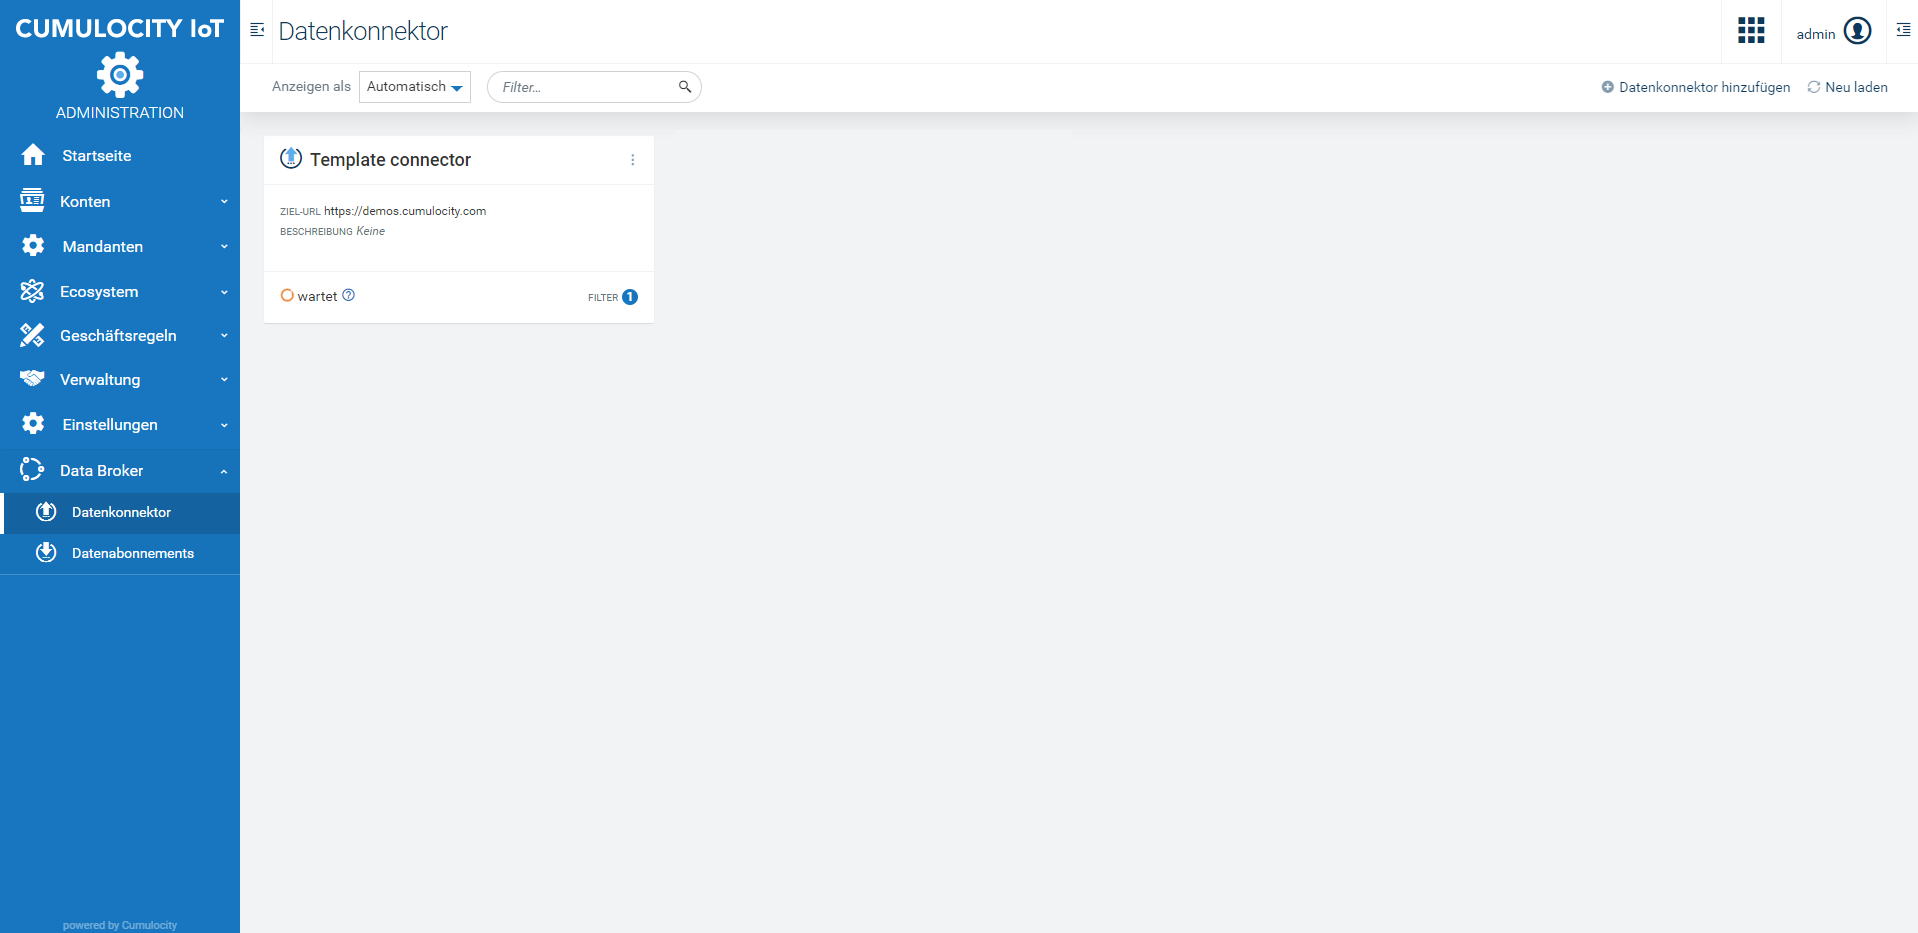 CUMULOCITY IoT
ADMINISTRATION
Startseite
Konten
Mandanten
Ecosystem
Geschäftsregeln
Verwaltung
Einstellungen
Data Broker
Datenkonnektor
Datenabonnements
powered by Cumulocity
Datenkonnektor
admin
Anzeigen als Automatisch Filter...
Datenkonnektor hinzufügen Neu laden
Template connector
ZIEL-URL https://demos.cumulocity.com
BESCHREIBUNG Keine
wartet FILTER 1